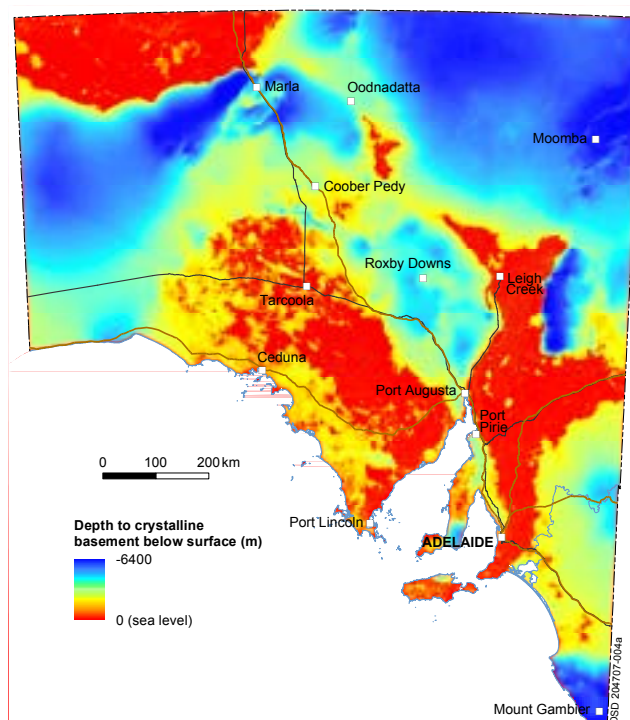 Marla
Oodnadatta
Moomba
Coober Pedy
Roxby Downs
Leigh
Creek
Tarcoola
Ceduna
Port Augusta
Port
Pirie
0 100 200 km
Port Lincoln
Depth to crystalline
basement below surface (m)
-6400
0 (sea level)
ADELAIDE
Mount Gambier
DSD 204707-004a